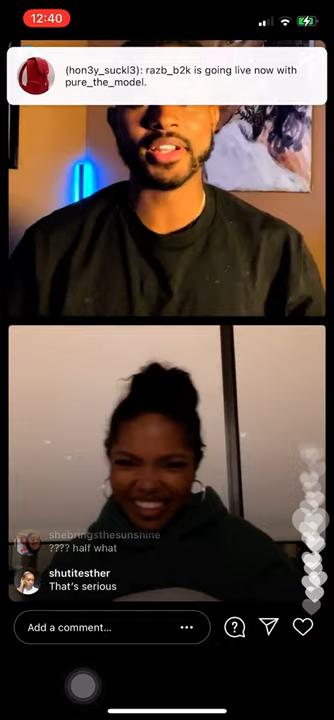 12:40
(hon3y_suckl3): razb_b2k is going live now with
pure_the_model.
shebringsthesunshine
???? half what
shutitesther
That's serious
Add a comment...